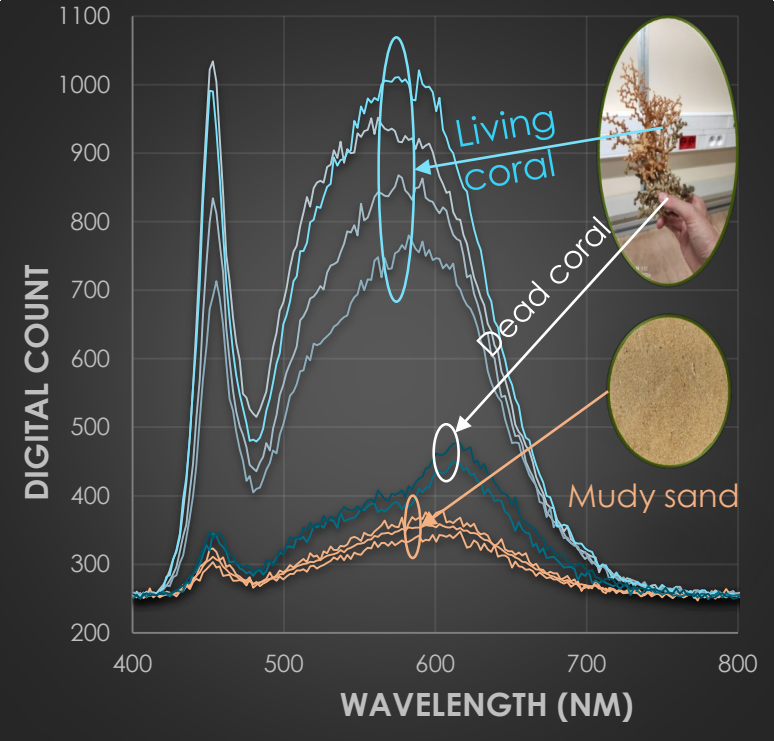 1100
1000
900
800
700
600
500
400
300
200
400
500
600
700
800
DIGITAL COUNT
WAVELENGTH (NM)
Living
coral
Dead coral
Mudy sand